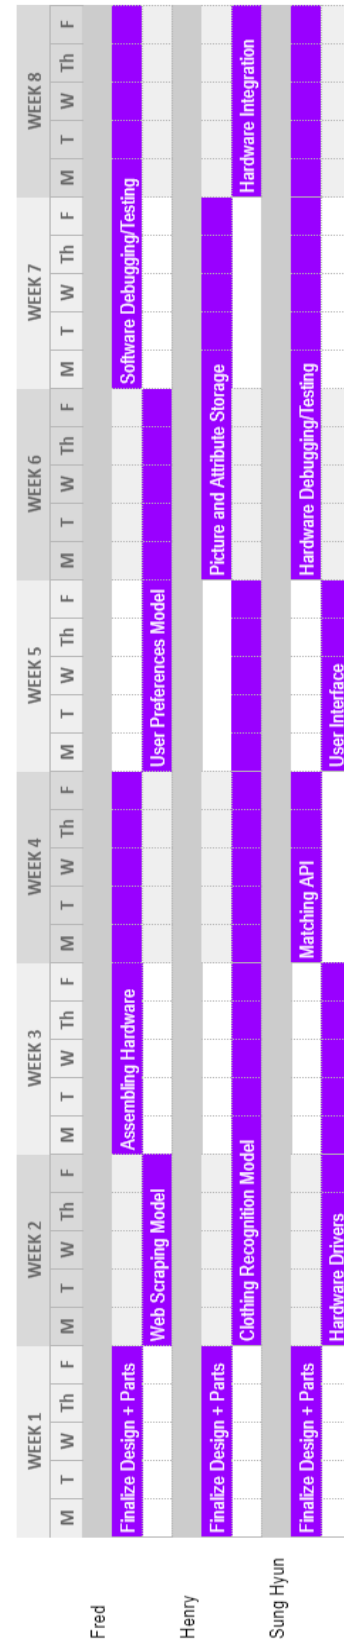 WEEK 1 WEEK 2 WEEK 3 WEEK 4 WEEK 5 WEEK 6 WEEK 7 WEEK 8
M T W Th F M T W Th F M T W Th F M T W Th F M T W Th F M T W Th F M T W Th F M T W Th F
Fred
Finalize Design + Parts Assembling Hardware Software Debugging/Testing
Web Scraping Model User Preferences Model
Henry
Finalize Design + Parts Picture and Attribute Storage
Clothing Recognition Model Hardware Integration
Sung Hyun
Finalize Design + Parts Matching API Hardware Debugging/Testing
Hardware Drivers User Interface